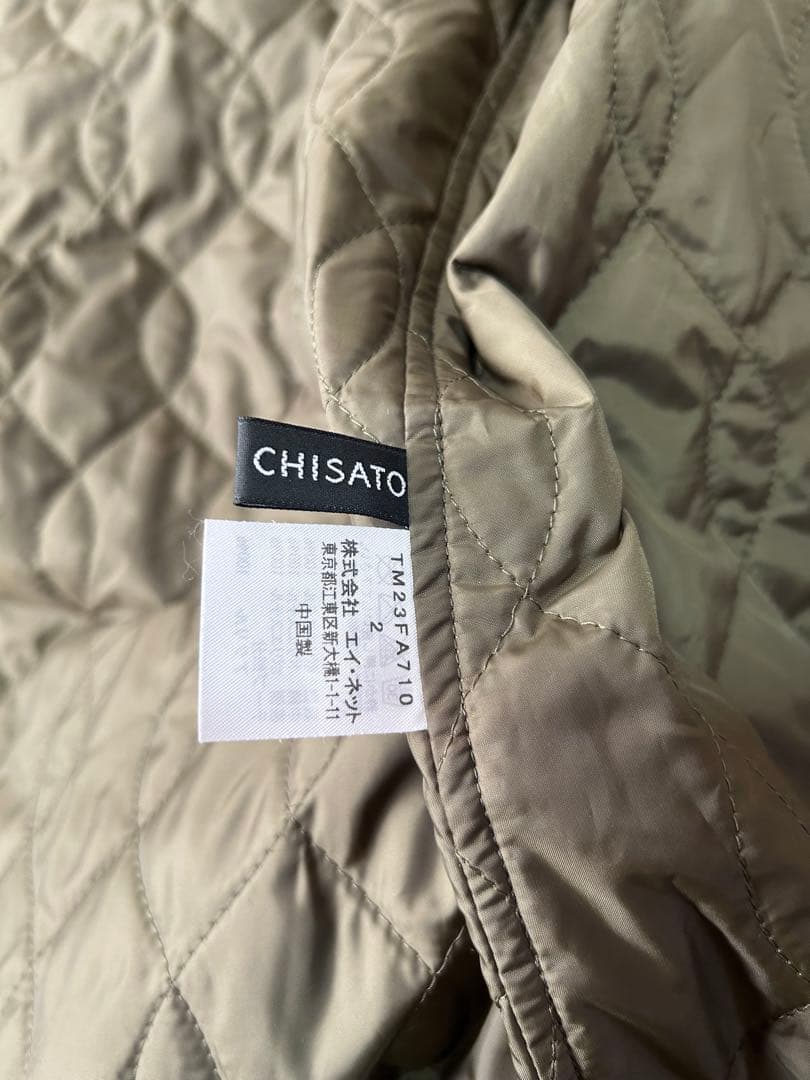 CHISATO
TM23FA710
2
株式会社 エイ・ネット
東京都江東区新大橋1-1-11
中国製